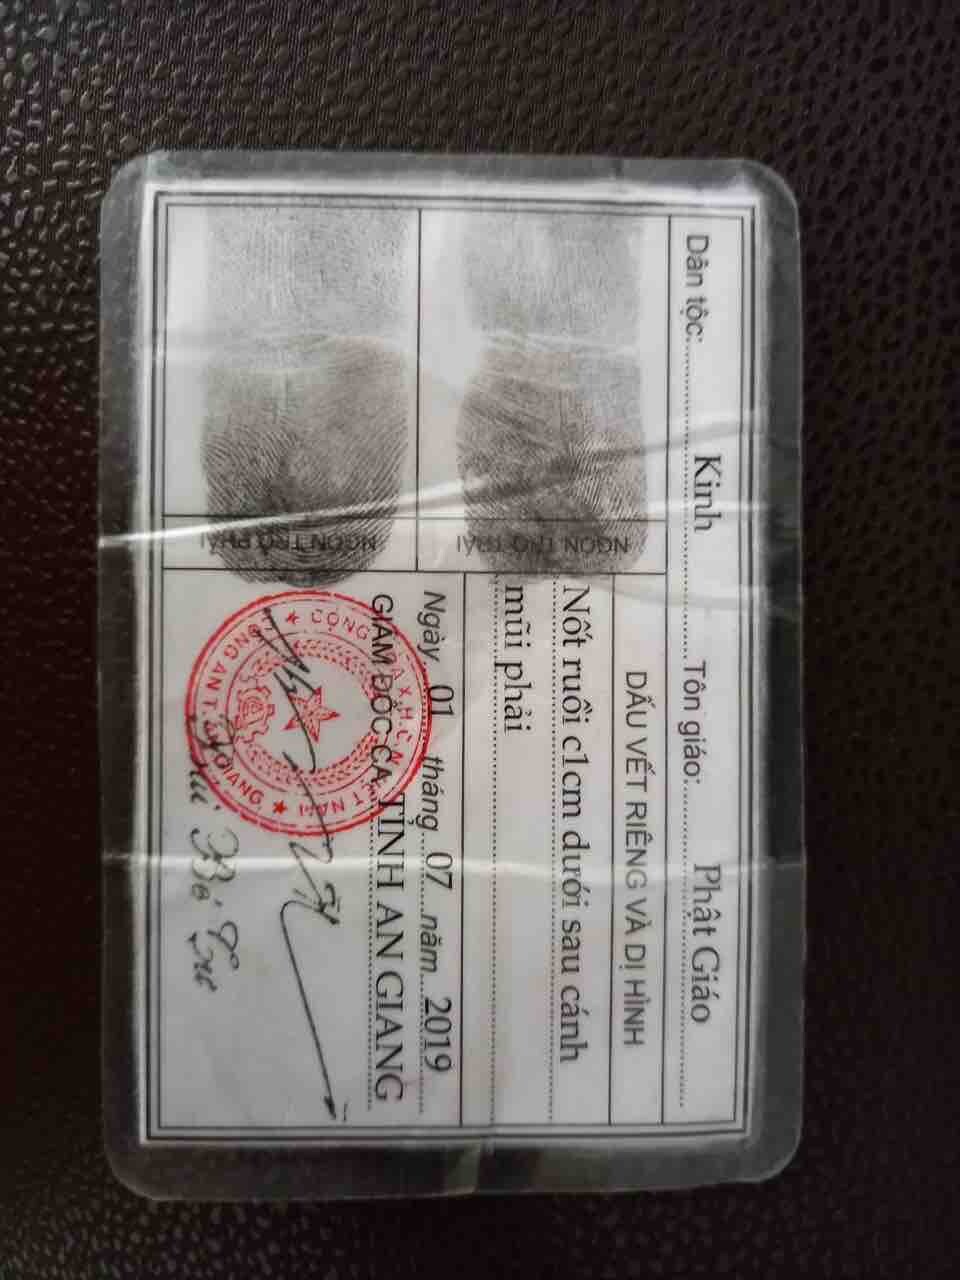 Dân tộc: Kinh Tôn giáo: Phật Giáo
NGÓN TRỎ TRÁI
NGÓN TRỎ PHẢI
DẤU VẾT RIÊNG VÀ DỊ HÌNH
Nốt ruồi c1cm dưới sau cánh
mũi phải
Ngày 01 tháng 07 năm 2019
GIÁM ĐỐC CA TỈNH AN GIANG